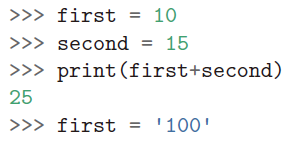 >>> first = 10
>>> second = 15
>>> print(first+second)
25
>>> first = '100'